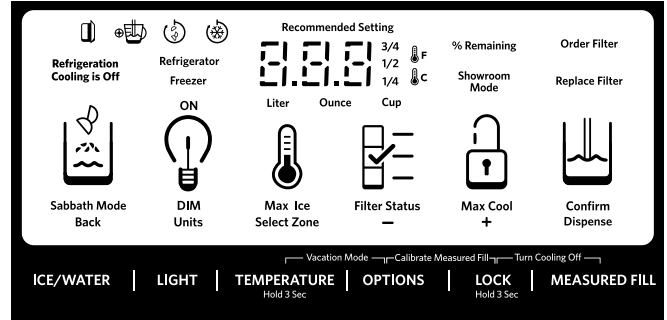 Recommended Setting
Refrigeration
Cooling is Off
Refrigerator
Freezer
8.8.8
3/4
1/2
1/4
F
C
% Remaining
Showroom
Mode
Order Filter
Replace Filter
Liter Ounce Cup
ON
Sabbath Mode
Back
DIM
Units
Max Ice
Select Zone
Filter Status
–
Max Cool
+
Confirm
Dispense
Vacation Mode
Calibrate Measured Fill
Turn Cooling Off
ICE/WATER
LIGHT
TEMPERATURE
Hold 3 Sec
OPTIONS
LOCK
Hold 3 Sec
MEASURED FILL